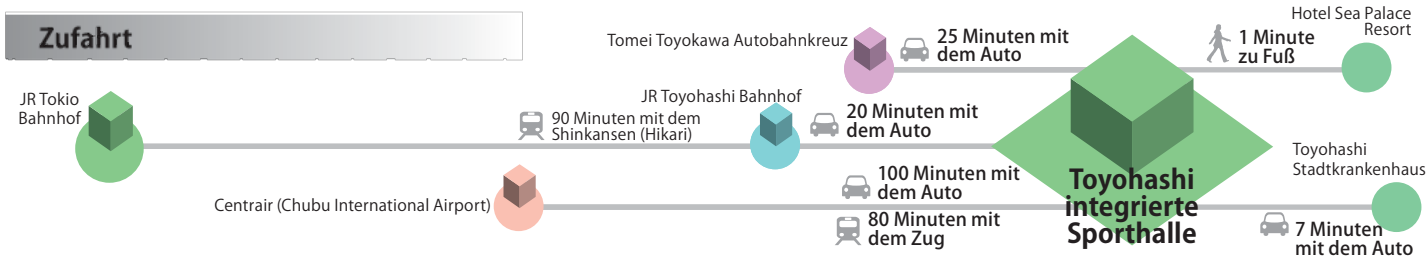 Zufahrt
Tomei Toyokawa Autobahnkreuz
25 Minuten mit
dem Auto
1 Minute
zu Fuß
Hotel Sea Palace
Resort
JR Tokio
Bahnhof
90 Minuten mit dem
Shinkansen (Hikari)
JR Toyohashi Bahnhof
20 Minuten mit
dem Auto
Centrair (Chubu International Airport)
100 Minuten mit
dem Auto
80 Minuten mit
dem Zug
Toyohashi
integrierte
Sporthalle
Toyohashi
Stadtkrankenhaus
7 Minuten
mit dem Auto